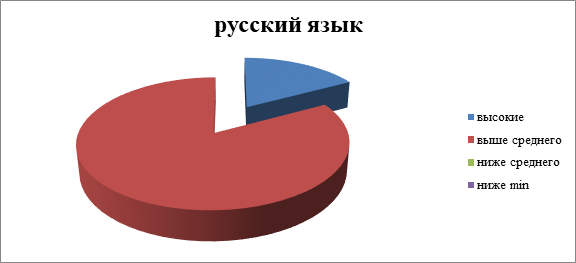 русский язык
высокие
выше среднего
ниже среднего
ниже min